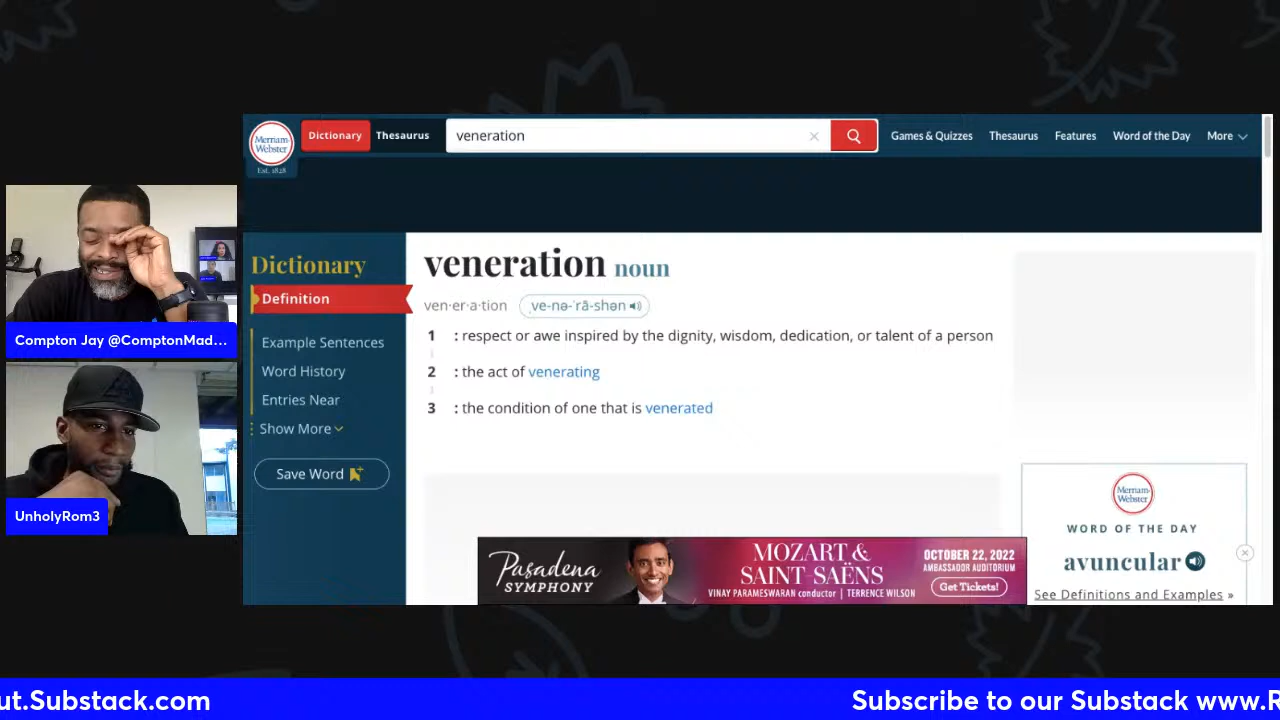 Merriam-
Webster
Est. 1828
Dictionary
Thesaurus
veneration
Games & Quizzes
Thesaurus
Features
Word of the Day
More
Dictionary
Definition
Example Sentences
Word History
Entries Near
Show More
Save Word
veneration noun
ven·er·a·tion
ˌve-nə-ˈrā-shən
1 : respect or awe inspired by the dignity, wisdom, dedication, or talent of a person
2 : the act of venerating
3 : the condition of one that is venerated
Merriam-
Webster
WORD OF THE DAY
avuncular
See Definitions and Examples »
Pasadena
SYMPHONY
MOZART &
SAINT-SAËNS
VINAY PARAMESWARAN conductor | TERRENCE WILSON
OCTOBER 22, 2022
AMBASSADOR AUDITORIUM
Get Tickets!
Compton Jay @ComptonMad...
UnholyRom3
ut.Substack.com
Subscribe to our Substack www.R